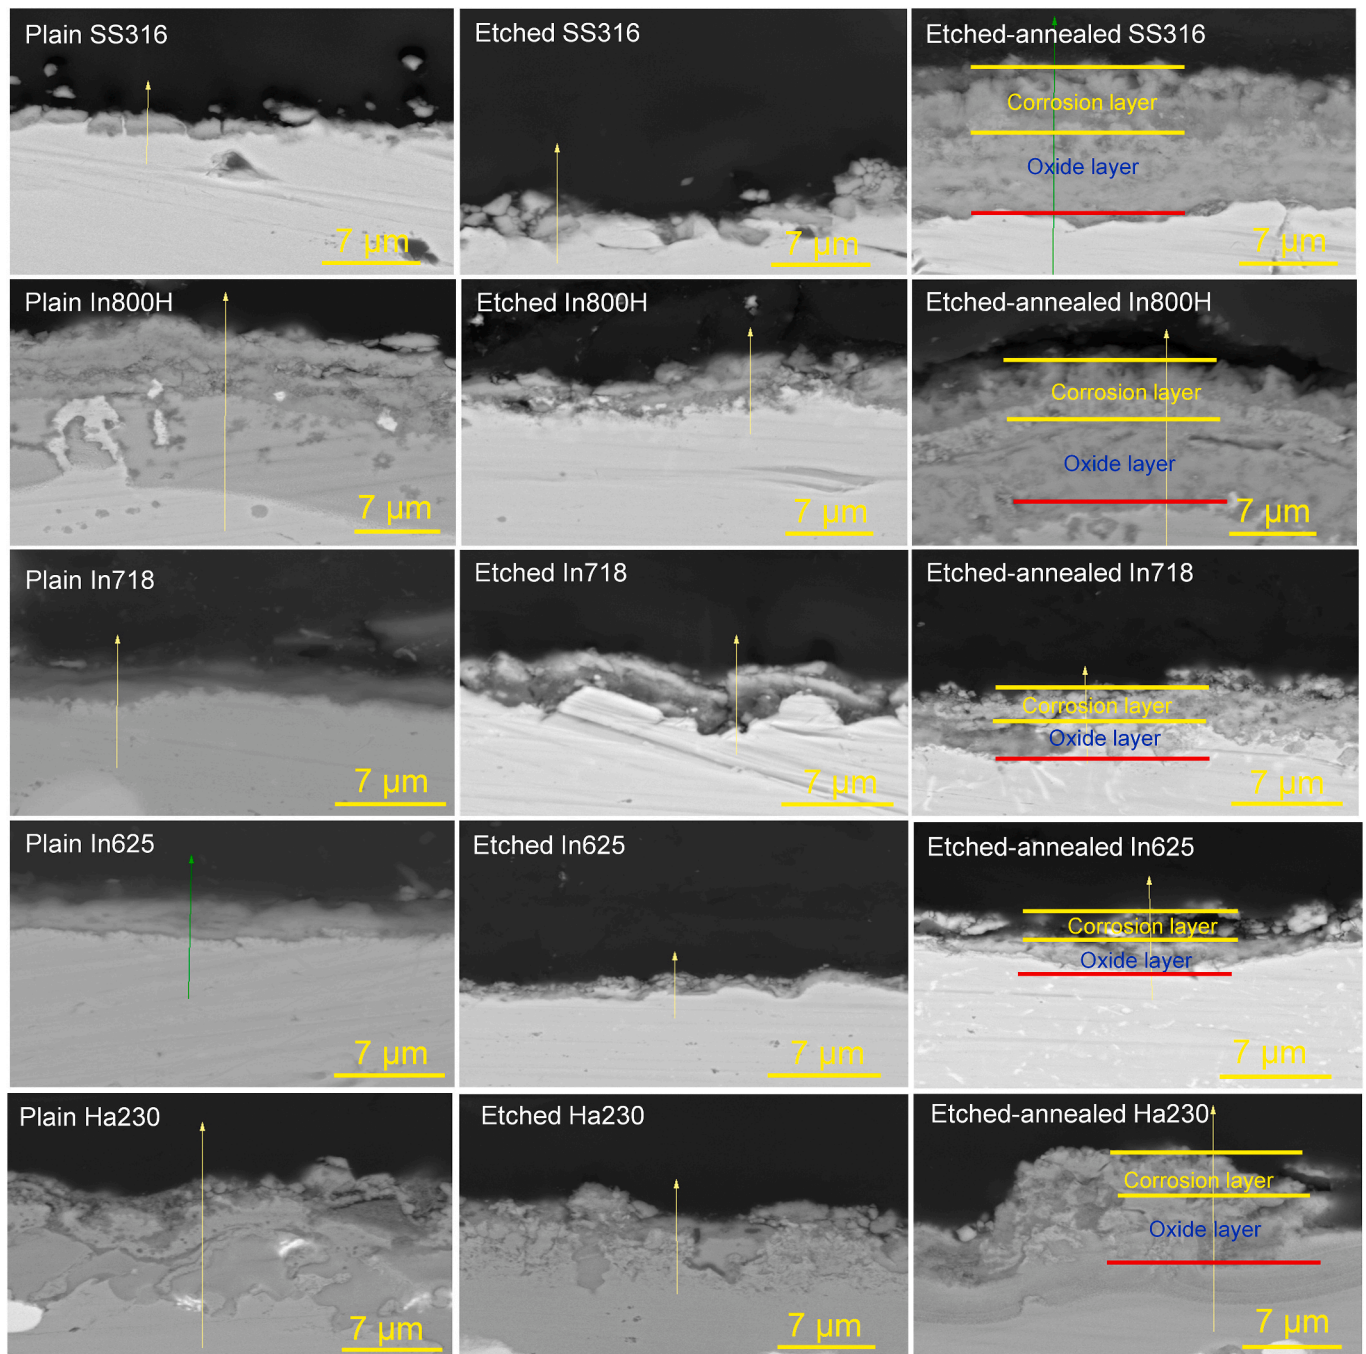 Plain SS316
7 µm
Etched SS316
7 µm
Etched-annealed SS316
Corrosion layer
Oxide layer
7 µm
Plain In800H
7 µm
Etched In800H
7 µm
Etched-annealed In800H
Corrosion layer
Oxide layer
7 µm
Plain In718
7 µm
Etched In718
7 µm
Etched-annealed In718
Corrosion layer
Oxide layer
7 µm
Plain In625
7 µm
Etched In625
7 µm
Etched-annealed In625
Corrosion layer
Oxide layer
7 µm
Plain Ha230
7 µm
Etched Ha230
7 µm
Etched-annealed Ha230
Corrosion layer
Oxide layer
7 µm